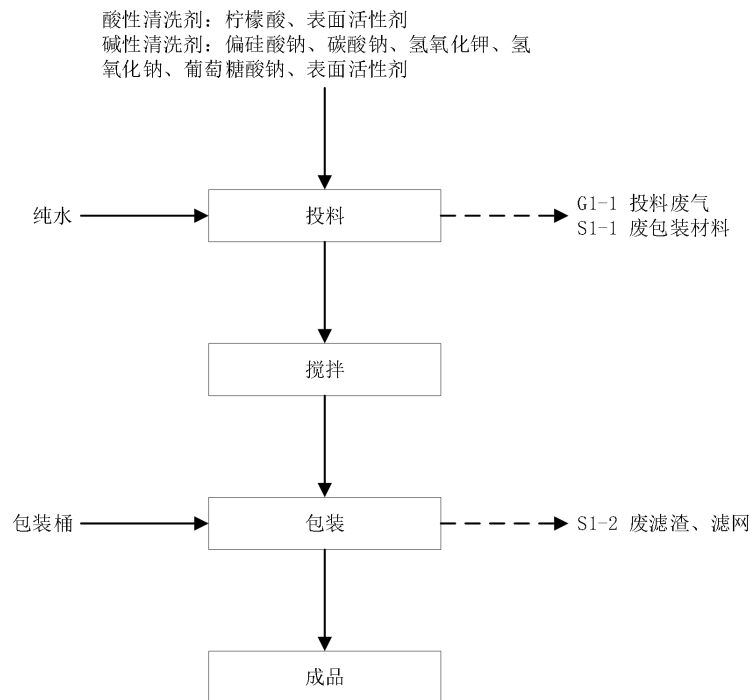 酸性清洗剂：柠檬酸、表面活性剂
碱性清洗剂：偏硅酸钠、碳酸钠、氢氧化钾、氢
氧化钠、葡萄糖酸钠、表面活性剂
纯水
投料
G1-1 投料废气
S1-1 废包装材料
搅拌
包装桶
包装
S1-2 废滤渣、滤网
成品